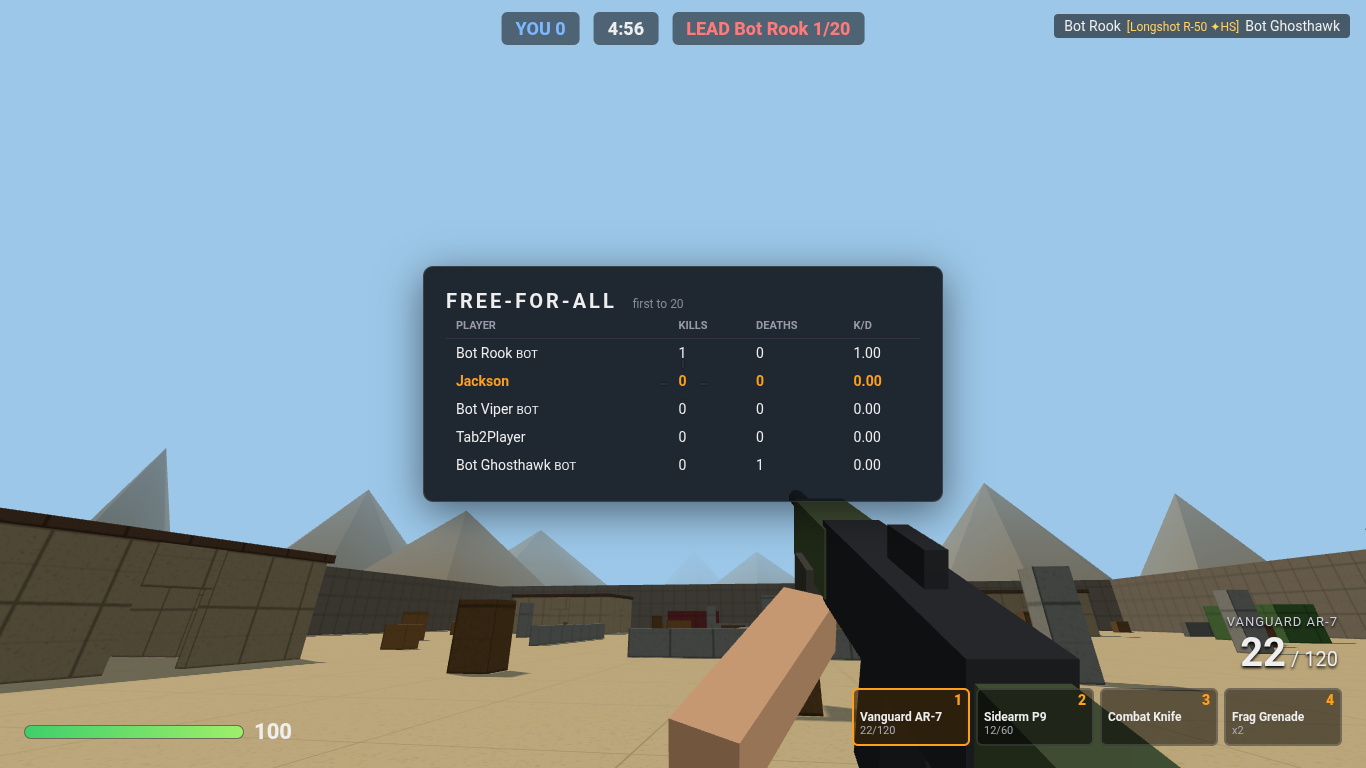 YOU 0
4:56
LEAD Bot Rook 1/20
Bot Rook [Longshot R-50 ✦HS] Bot Ghosthawk
FREE-FOR-ALL first to 20
PLAYER KILLS DEATHS K/D
Bot Rook BOT 1 0 1.00
Jackson 0 0 0.00
Bot Viper BOT 0 0 0.00
Tab2Player 0 0 0.00
Bot Ghosthawk BOT 0 1 0.00
VANGUARD AR-7
22 / 120
100
1
Vanguard AR-7
22/120
2
Sidearm P9
12/60
3
Combat Knife
4
Frag Grenade
x2